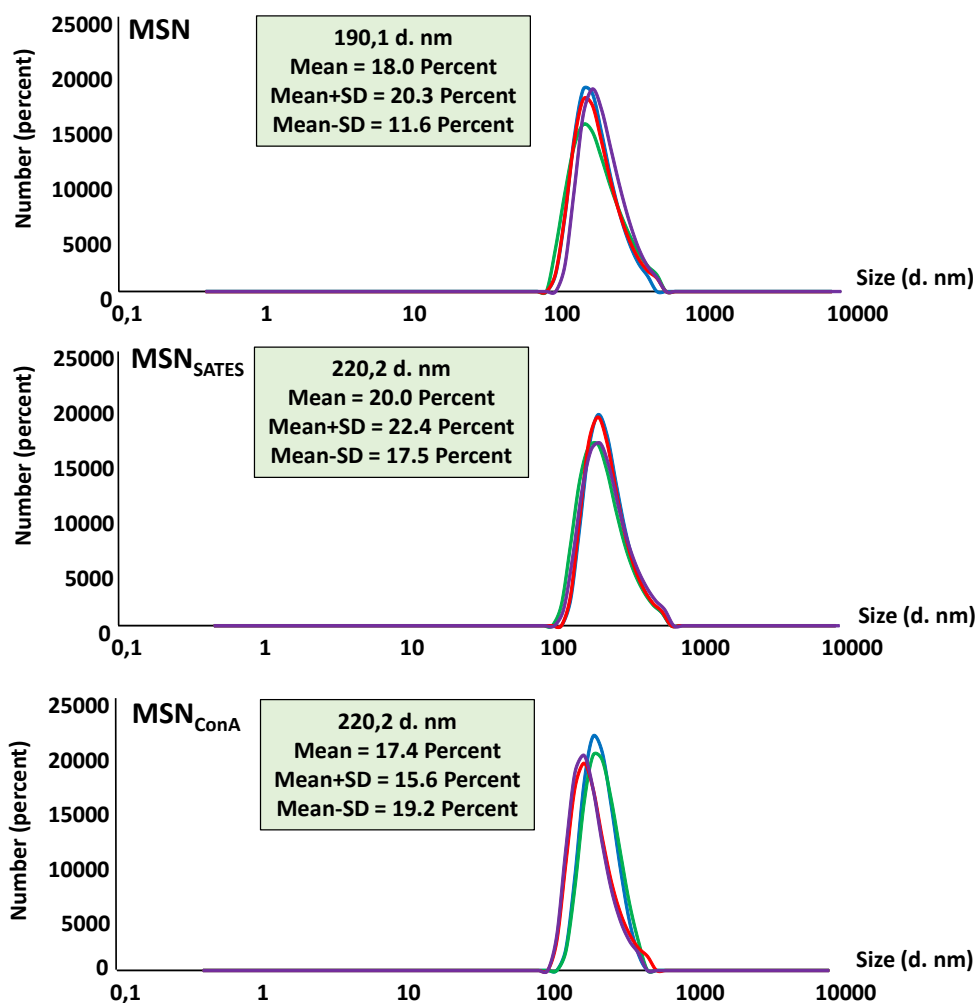 MSN
190,1 d. nm
Mean = 18.0 Percent
Mean+SD = 20.3 Percent
Mean-SD = 11.6 Percent
Number (percent)
25000
20000
15000
10000
5000
0
Size (d. nm)
0,1 1 10 100 1000 10000
MSNSATES
220,2 d. nm
Mean = 20.0 Percent
Mean+SD = 22.4 Percent
Mean-SD = 17.5 Percent
Number (percent)
25000
20000
15000
10000
5000
0
Size (d. nm)
0,1 1 10 100 1000 10000
MSNConA
220,2 d. nm
Mean = 17.4 Percent
Mean+SD = 15.6 Percent
Mean-SD = 19.2 Percent
Number (percent)
25000
20000
15000
10000
5000
0
Size (d. nm)
0,1 1 10 100 1000 10000